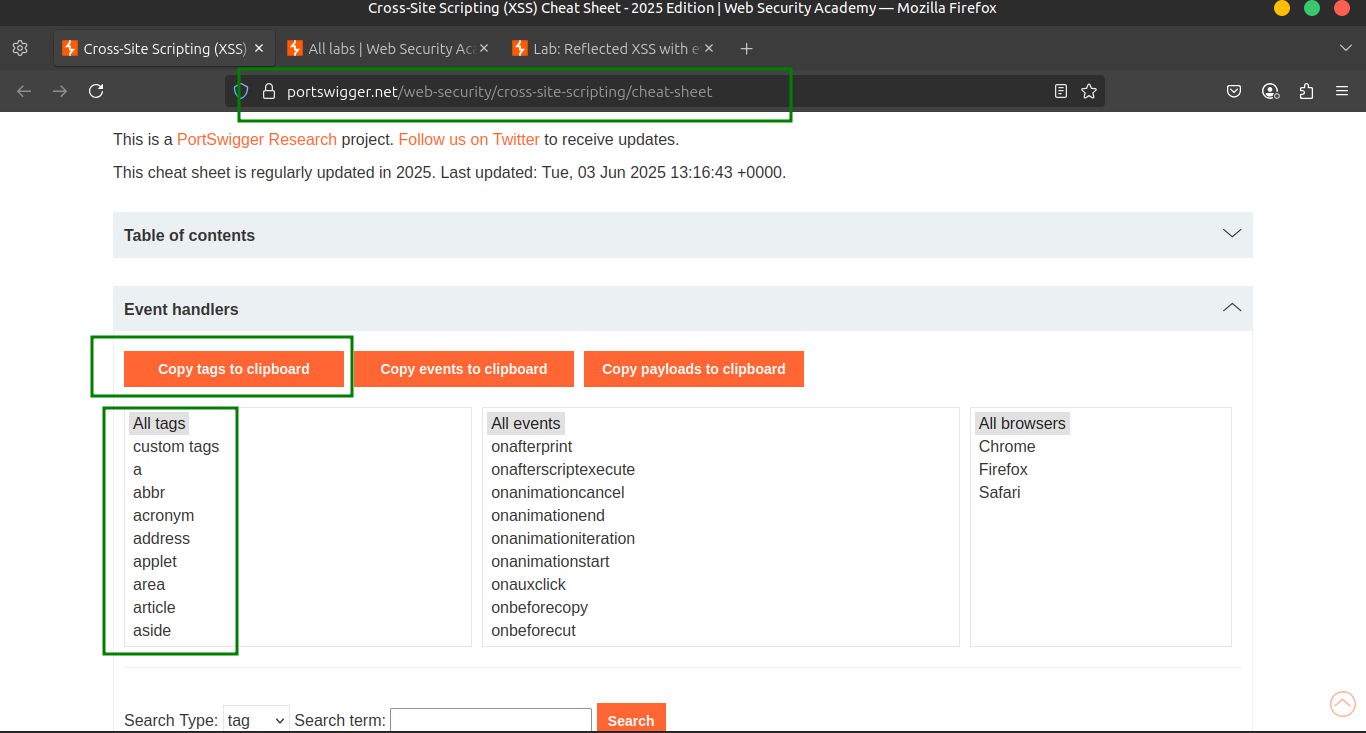 Cross-Site Scripting (XSS) Cheat Sheet - 2025 Edition | Web Security Academy — Mozilla Firefox
Cross-Site Scripting (XSS)
All labs | Web Security Aca
Lab: Reflected XSS with e
portswigger.net/web-security/cross-site-scripting/cheat-sheet
This is a PortSwigger Research project. Follow us on Twitter to receive updates.
This cheat sheet is regularly updated in 2025. Last updated: Tue, 03 Jun 2025 13:16:43 +0000.
Table of contents
Event handlers
Copy tags to clipboard
Copy events to clipboard
Copy payloads to clipboard
All tags
custom tags
a
abbr
acronym
address
applet
area
article
aside
All events
onafterprint
onafterscriptexecute
onanimationcancel
onanimationend
onanimationiteration
onanimationstart
onauxclick
onbeforecopy
onbeforecut
All browsers
Chrome
Firefox
Safari
Search Type: tag Search term: Search